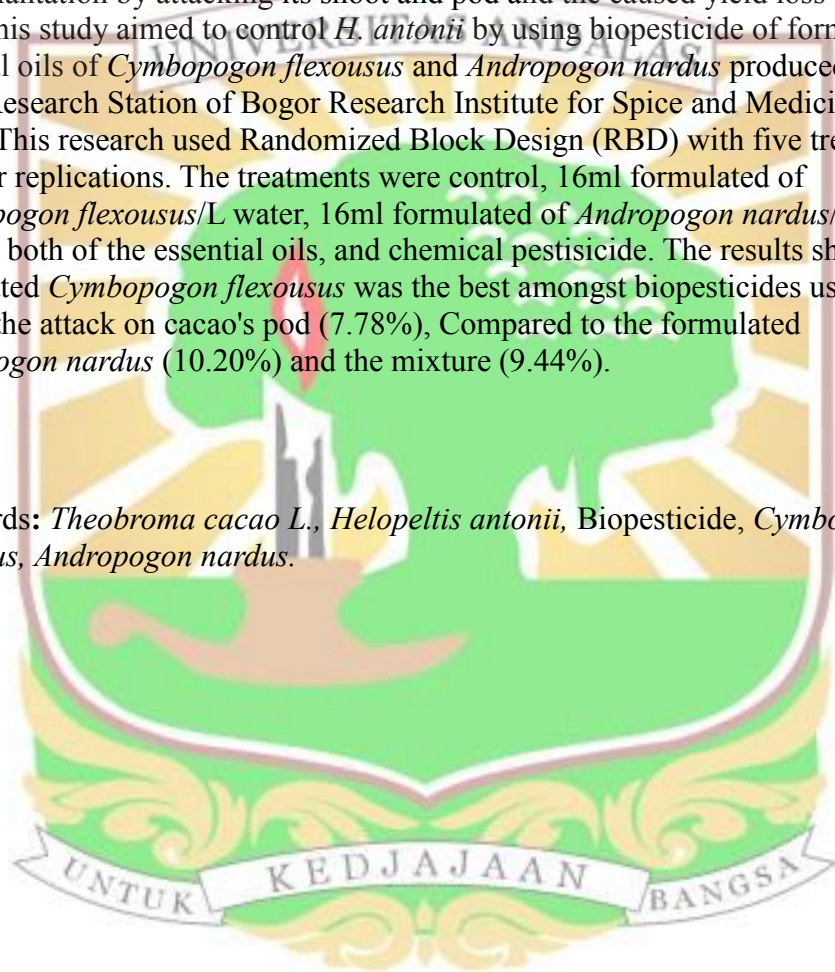 lantation by attacking its shoot and pod and the caused yield loss
his study aimed to control H. antonii by using biopesticide of form
UNIVERSITAS ANDALAS
l oils of Cymbopogon flexousus and Andropogon nardus produced
esearch Station of Bogor Research Institute for Spice and Medici
This research used Randomized Block Design (RBD) with five tre
r replications. The treatments were control, 16ml formulated of
pogon flexousus/L water, 16ml formulated of Andropogon nardus/
both of the essential oils, and chemical pestisicide. The results sh
ted Cymbopogon flexousus was the best amongst biopesticides us
the attack on cacao's pod (7.78%), Compared to the formulated
ogon nardus (10.20%) and the mixture (9.44%).
rds: Theobroma cacao L., Helopeltis antonii, Biopesticide, Cymbo
us, Andropogon nardus.
UNTUK KEDJAJAAN BANGSA